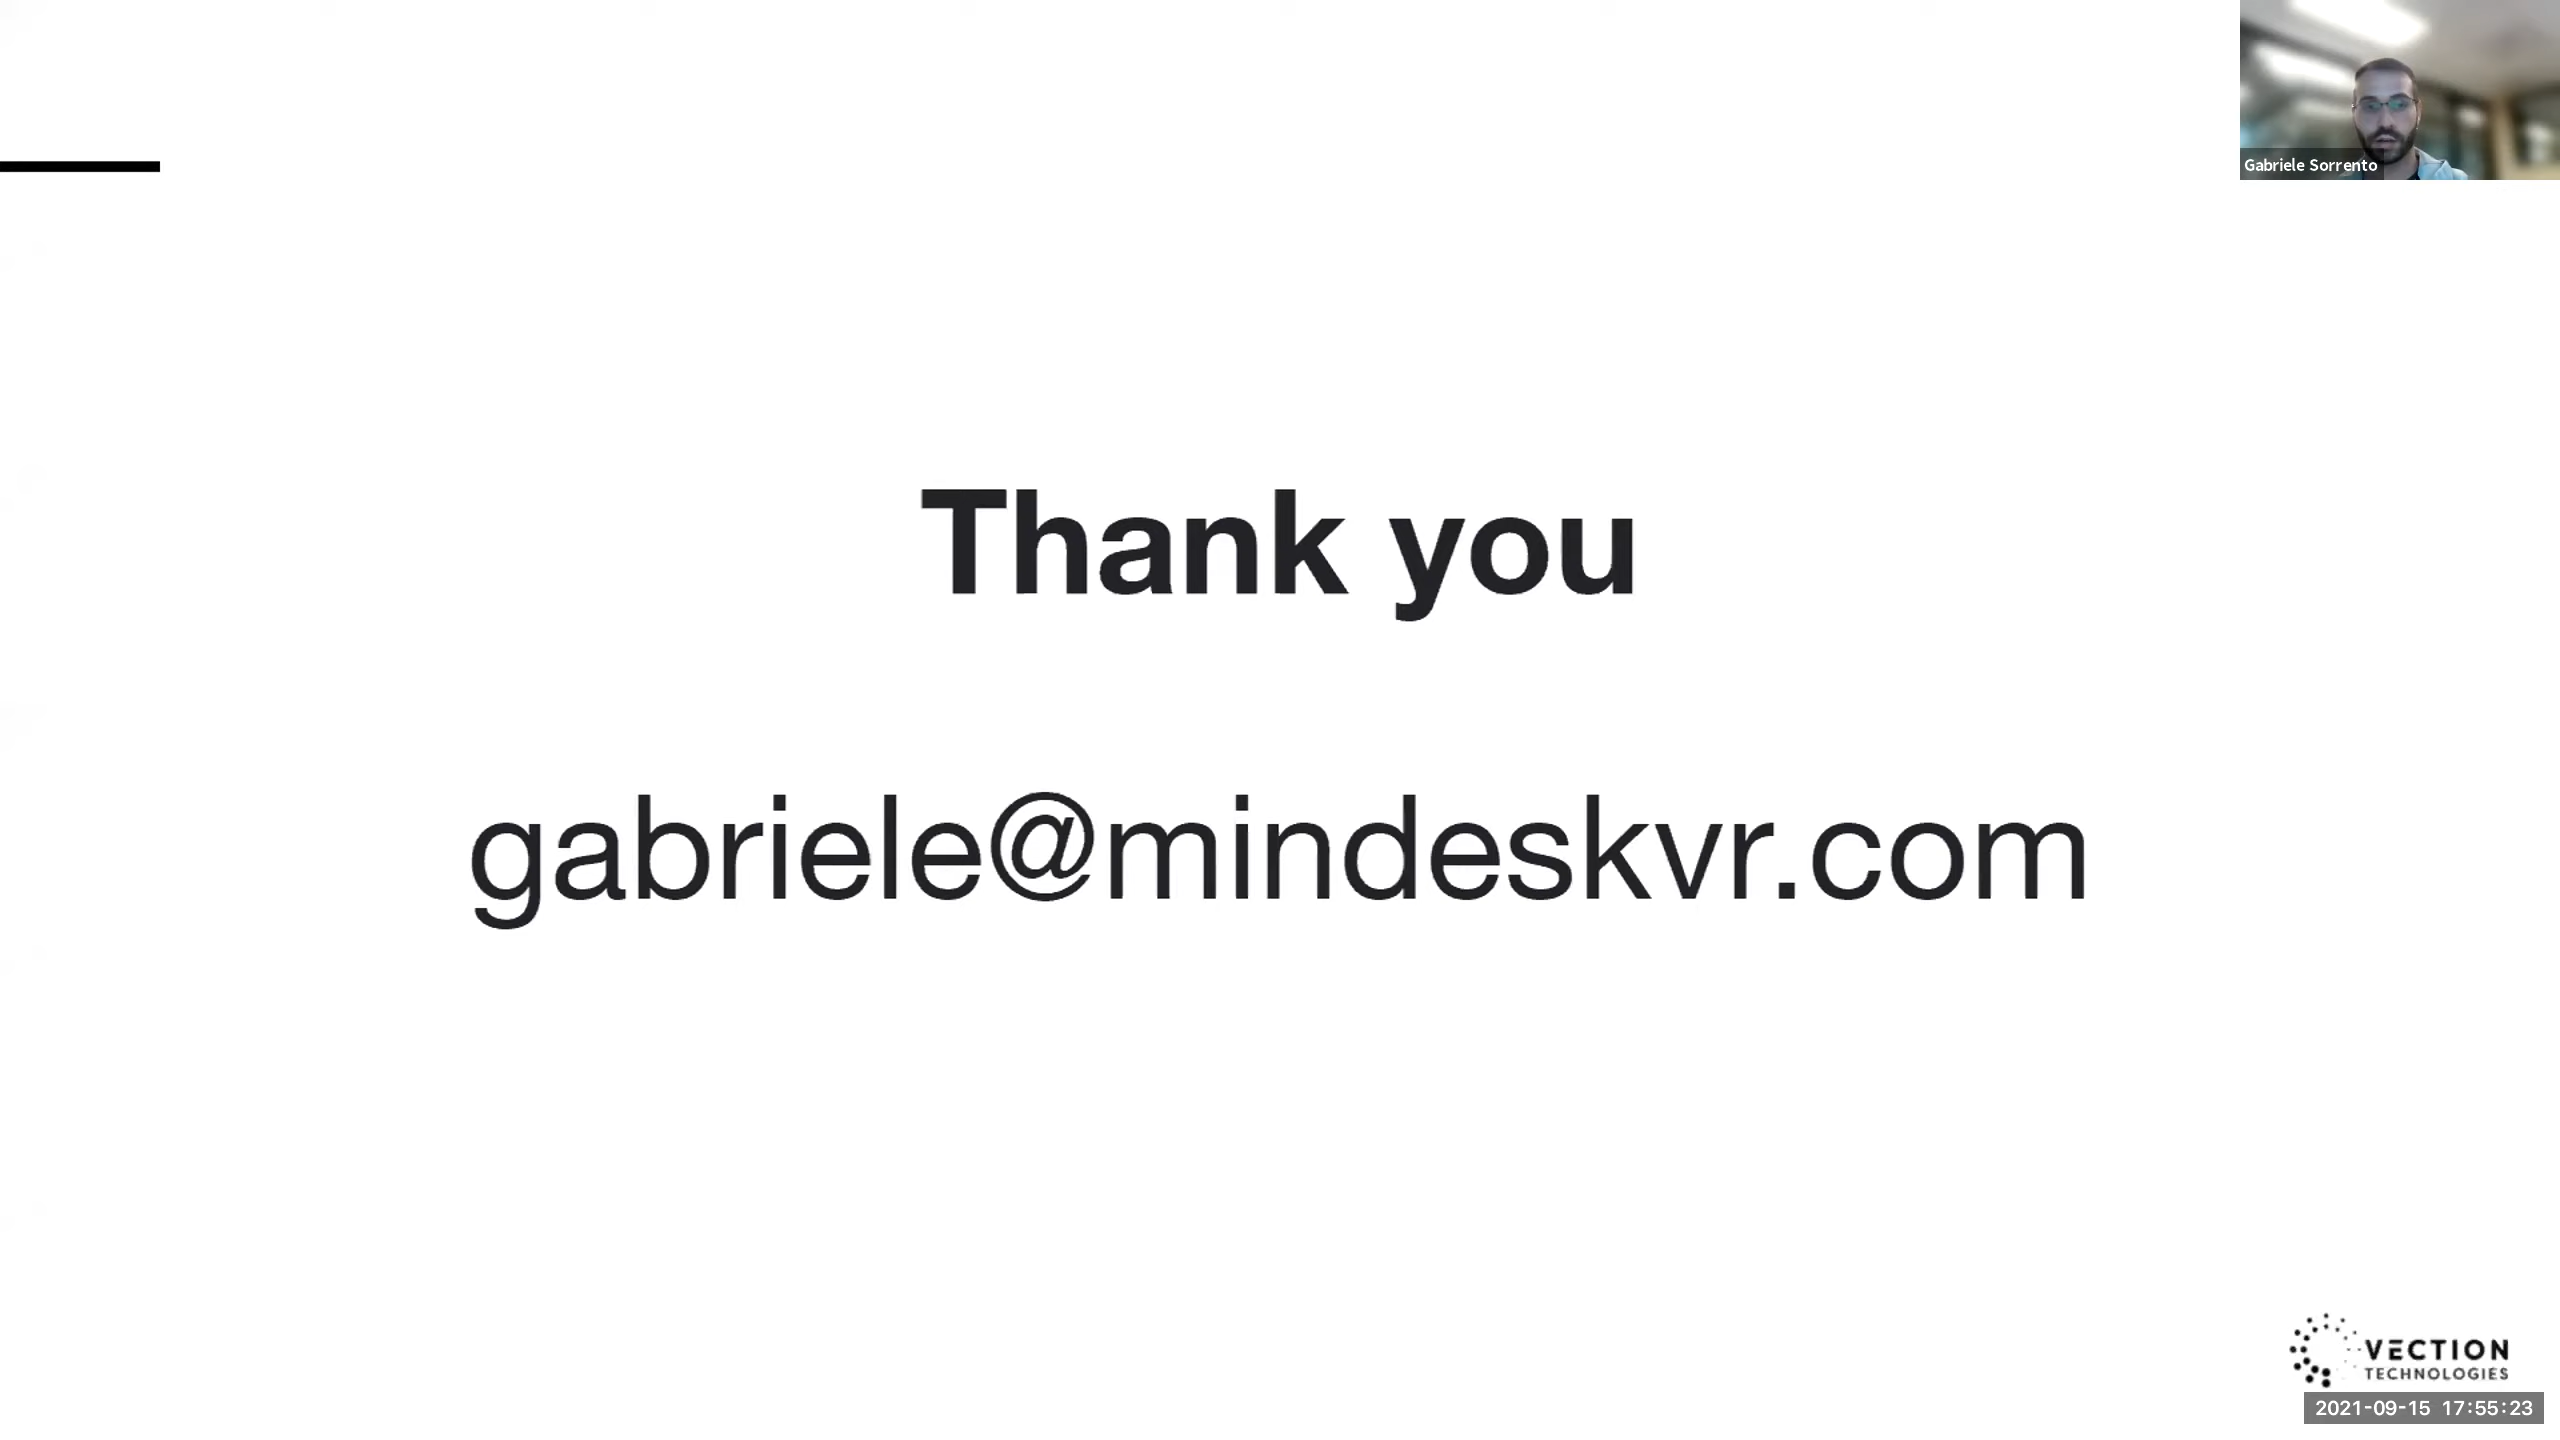 Gabriele Sorrento
Thank you
gabriele@mindeskvr.com
VECTION
TECHNOLOGIES
2021-09-15 17:55:23